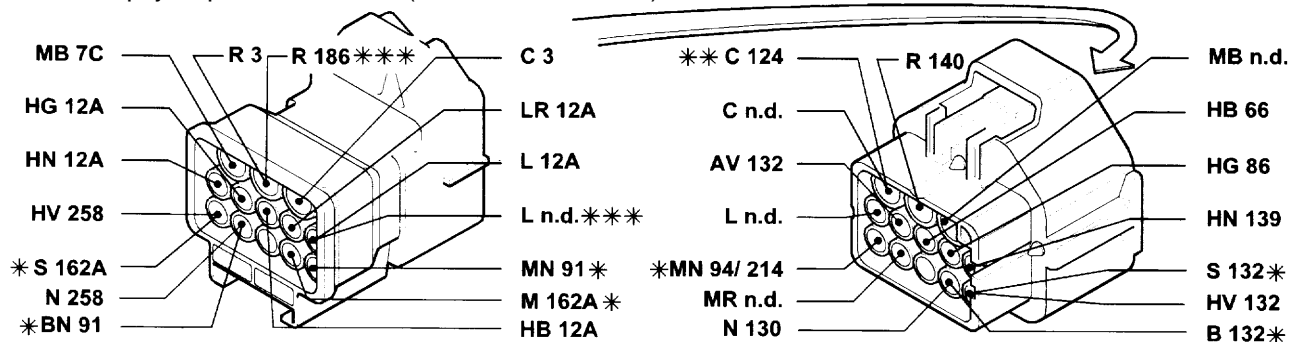 MB 7C
R 3
R 186✳✳✳
C 3
HG 12A
LR 12A
HN 12A
L 12A
HV 258
L n.d.✳✳✳
✳S 162A
MN 91✳
N 258
M 162A✳
✳BN 91
HB 12A
✳✳C 124
R 140
MB n.d.
C n.d.
HB 66
AV 132
HG 86
L n.d.
HN 139
✳MN 94/ 214
S 132✳
MR n.d.
HV 132
N 130
B 132✳